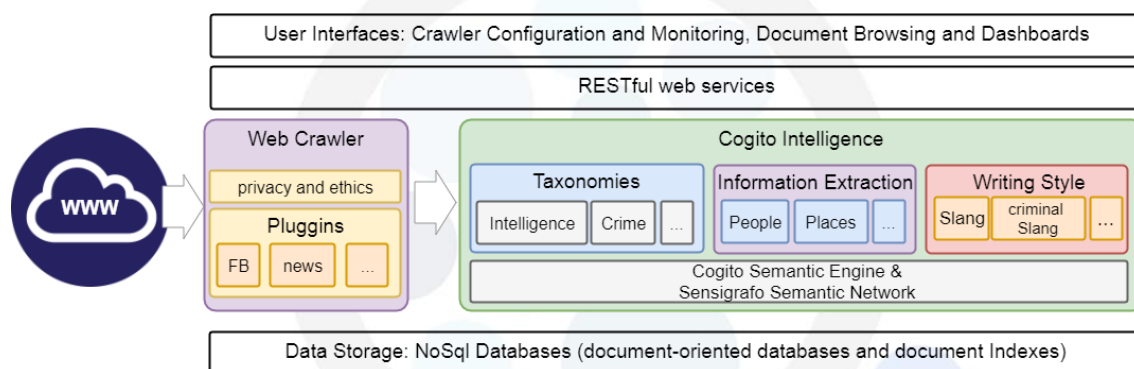 User Interfaces: Crawler Configuration and Monitoring, Document Browsing and Dashboards
RESTful web services
www
Web Crawler
privacy and ethics
Pluggins
FB
news
...
Cogito Intelligence
Taxonomies
Intelligence
Crime
...
Information Extraction
People
Places
...
Writing Style
Slang
criminal
Slang
...
Cogito Semantic Engine &
Sensigrafo Semantic Network
Data Storage: NoSql Databases (document-oriented databases and document Indexes)